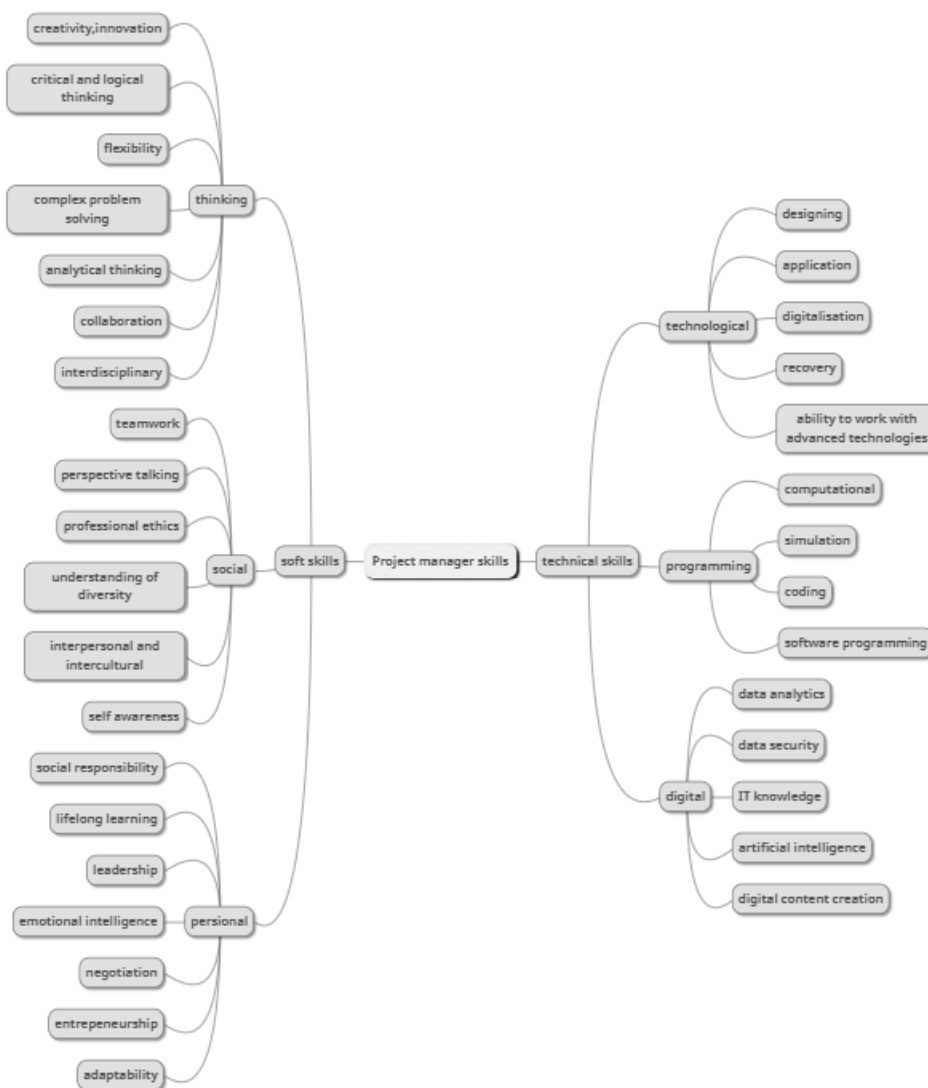 creativity,innovation
critical and logical
thinking
flexibility
complex problem
solving
analytical thinking
collaboration
interdisciplinary
thinking
teamwork
perspective talking
professional ethics
understanding of
diversity
interpersonal and
intercultural
self awareness
social
social responsibility
lifelong learning
leadership
emotional intelligence
negotiation
entrepeneurship
adaptability
persional
soft skills
Project manager skills
technical skills
technological
designing
application
digitalisation
recovery
ability to work with
advanced technologies
programming
computational
simulation
coding
software programming
digital
data analytics
data security
IT knowledge
artificial intelligence
digital content creation